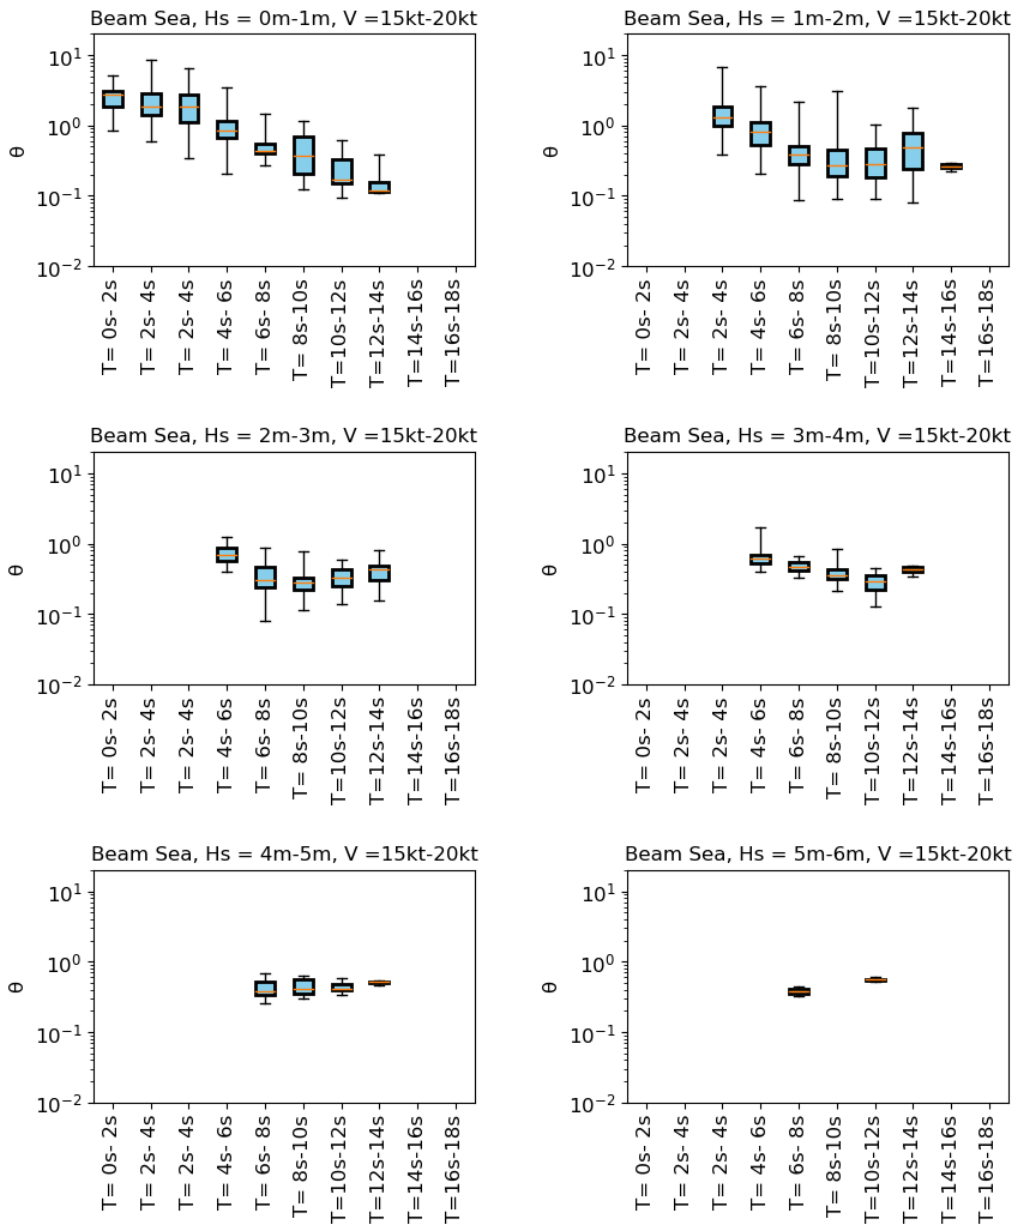 Beam Sea, Hs = 0m-1m, V =15kt-20kt
10¹
10⁰
10⁻¹
10⁻²
θ
T= 0s- 2s
T= 2s- 4s
T= 2s- 4s
T= 4s- 6s
T= 6s- 8s
T= 8s-10s
T=10s-12s
T=12s-14s
T=14s-16s
T=16s-18s
Beam Sea, Hs = 1m-2m, V =15kt-20kt
10¹
10⁰
10⁻¹
10⁻²
θ
T= 0s- 2s
T= 2s- 4s
T= 2s- 4s
T= 4s- 6s
T= 6s- 8s
T= 8s-10s
T=10s-12s
T=12s-14s
T=14s-16s
T=16s-18s
Beam Sea, Hs = 2m-3m, V =15kt-20kt
10¹
10⁰
10⁻¹
10⁻²
θ
T= 0s- 2s
T= 2s- 4s
T= 2s- 4s
T= 4s- 6s
T= 6s- 8s
T= 8s-10s
T=10s-12s
T=12s-14s
T=14s-16s
T=16s-18s
Beam Sea, Hs = 3m-4m, V =15kt-20kt
10¹
10⁰
10⁻¹
10⁻²
θ
T= 0s- 2s
T= 2s- 4s
T= 2s- 4s
T= 4s- 6s
T= 6s- 8s
T= 8s-10s
T=10s-12s
T=12s-14s
T=14s-16s
T=16s-18s
Beam Sea, Hs = 4m-5m, V =15kt-20kt
10¹
10⁰
10⁻¹
10⁻²
θ
T= 0s- 2s
T= 2s- 4s
T= 2s- 4s
T= 4s- 6s
T= 6s- 8s
T= 8s-10s
T=10s-12s
T=12s-14s
T=14s-16s
T=16s-18s
Beam Sea, Hs = 5m-6m, V =15kt-20kt
10¹
10⁰
10⁻¹
10⁻²
θ
T= 0s- 2s
T= 2s- 4s
T= 2s- 4s
T= 4s- 6s
T= 6s- 8s
T= 8s-10s
T=10s-12s
T=12s-14s
T=14s-16s
T=16s-18s